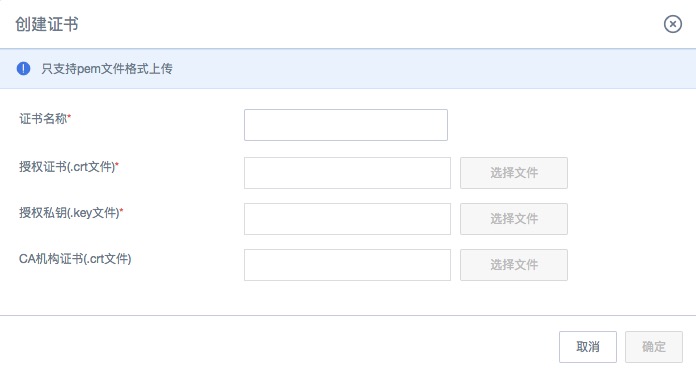 创建证书
只支持pem文件格式上传
证书名称*
授权证书(.crt文件)*
选择文件
授权私钥(.key文件)*
选择文件
CA机构证书(.crt文件)
选择文件
取消
确定